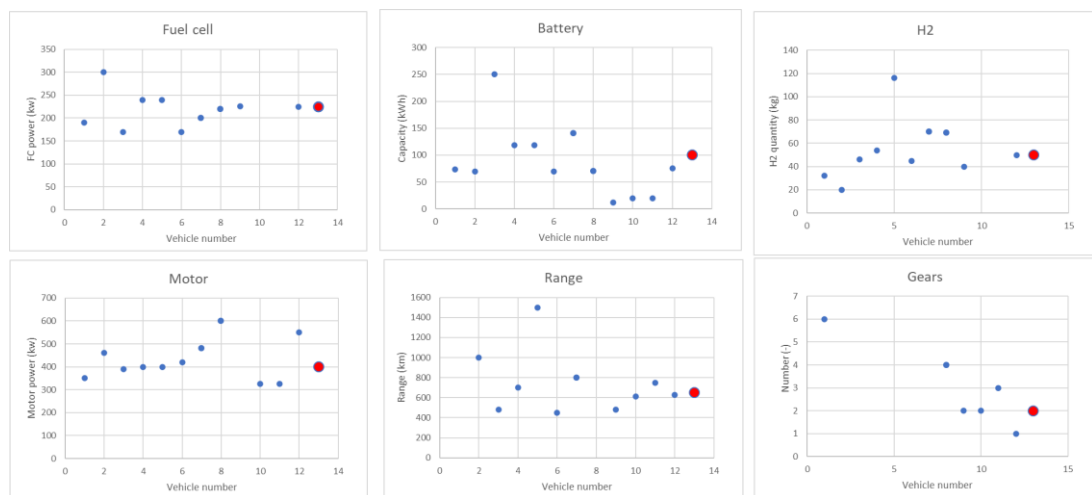 Fuel cell
350
300
250
200
150
100
50
0
FC power (kw)
0 2 4 6 8 10 12 14
Vehicle number
Battery
300
250
200
150
100
50
0
Capacity (kWh)
0 2 4 6 8 10 12 14
Vehicle number
H2
140
120
100
80
60
40
20
0
H2 quantity (kg)
0 5 10 15
Vehicle number
Motor
700
600
500
400
300
200
100
0
Motor power (kw)
0 2 4 6 8 10 12 14
Vehicle number
Range
1600
1400
1200
1000
800
600
400
200
0
Range (km)
0 2 4 6 8 10 12 14
Vehicle number
Gears
7
6
5
4
3
2
1
0
Number (-)
0 5 10 15
Vehicle number